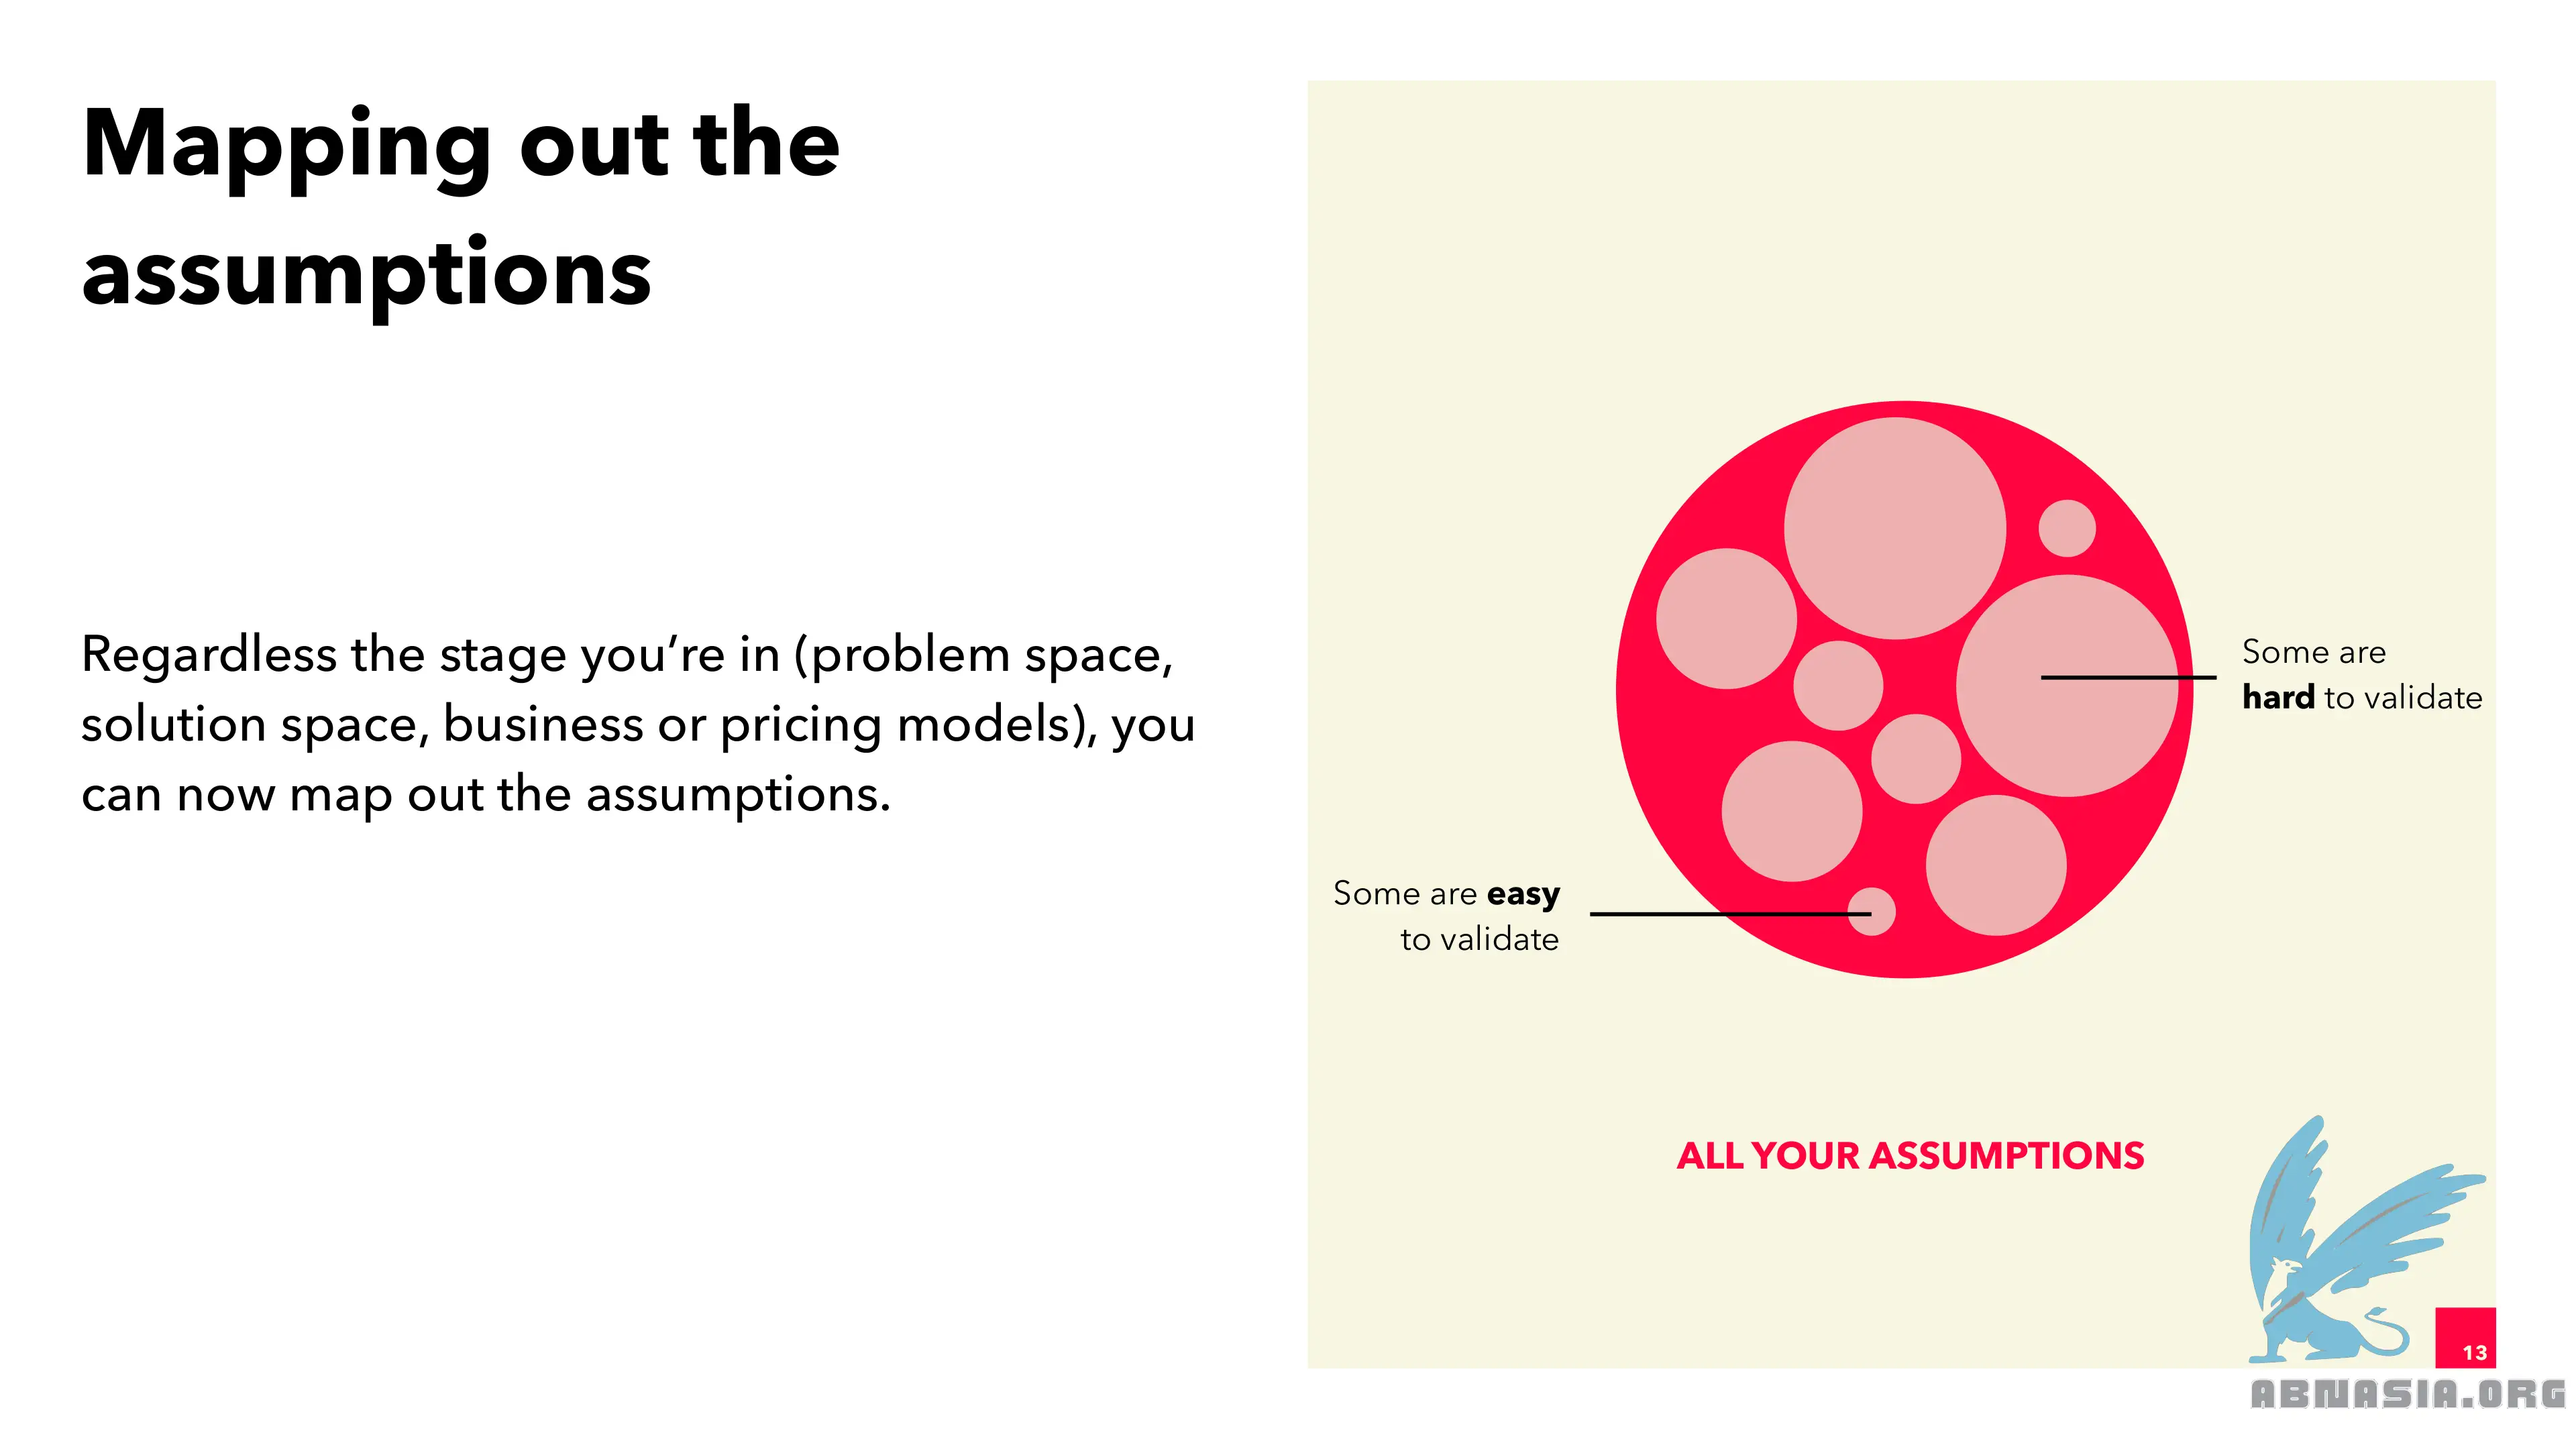 Mapping out the
assumptions
Regardless the stage you’re in (problem space,
solution space, business or pricing models), you
can now map out the assumptions.
Some are
hard to validate
Some are easy
to validate
ALL YOUR ASSUMPTIONS
13
ABNASIA.ORG